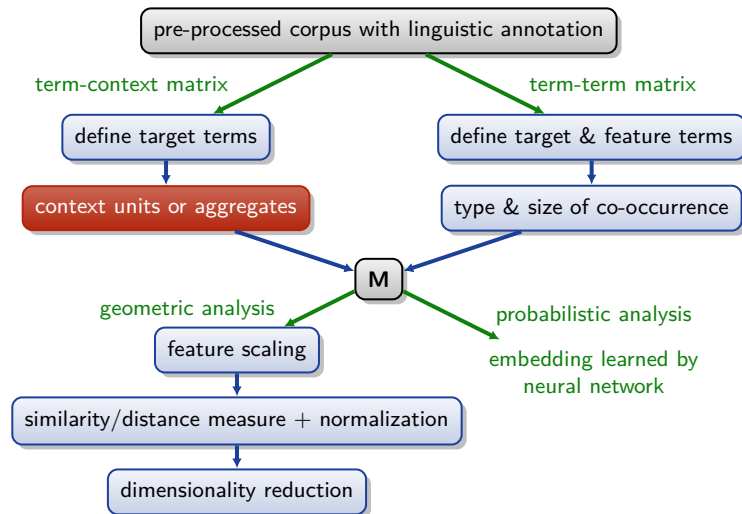 pre-processed corpus with linguistic annotation
term-context matrix
term-term matrix
define target terms
define target & feature terms
context units or aggregates
type & size of co-occurrence
M
geometric analysis
probabilistic analysis
feature scaling
embedding learned by
neural network
similarity/distance measure + normalization
dimensionality reduction